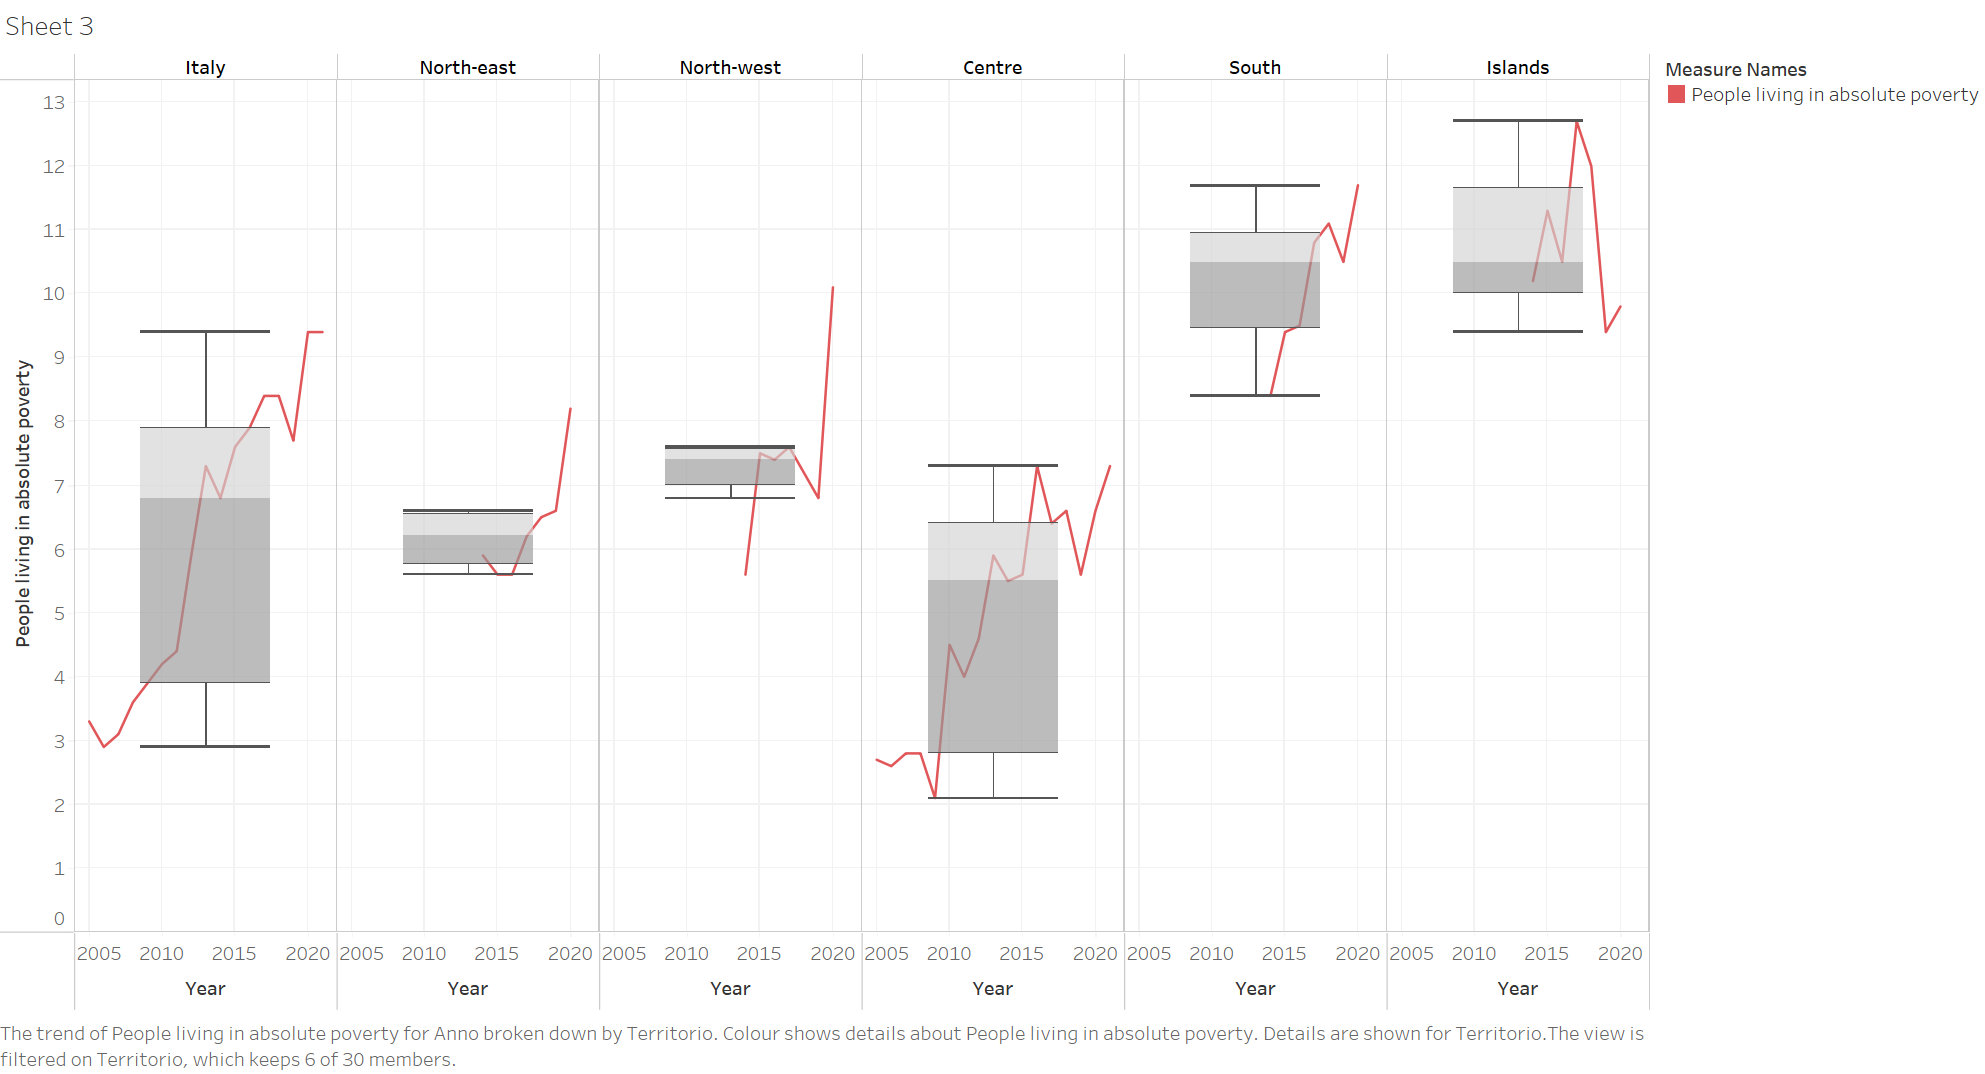 Sheet 3
Italy North-east North-west Centre South Islands
Measure Names
People living in absolute poverty
13
12
11
10
9
8
7
6
5
4
3
2
1
0
People living in absolute poverty
2005 2010 2015 2020 2005 2010 2015 2020 2005 2010 2015 2020 2005 2010 2015 2020 2005 2010 2015 2020 2005 2010 2015 2020
Year Year Year Year Year Year
The trend of People living in absolute poverty for Anno broken down by Territorio. Colour shows details about People living in absolute poverty. Details are shown for Territorio.The view is
filtered on Territorio, which keeps 6 of 30 members.